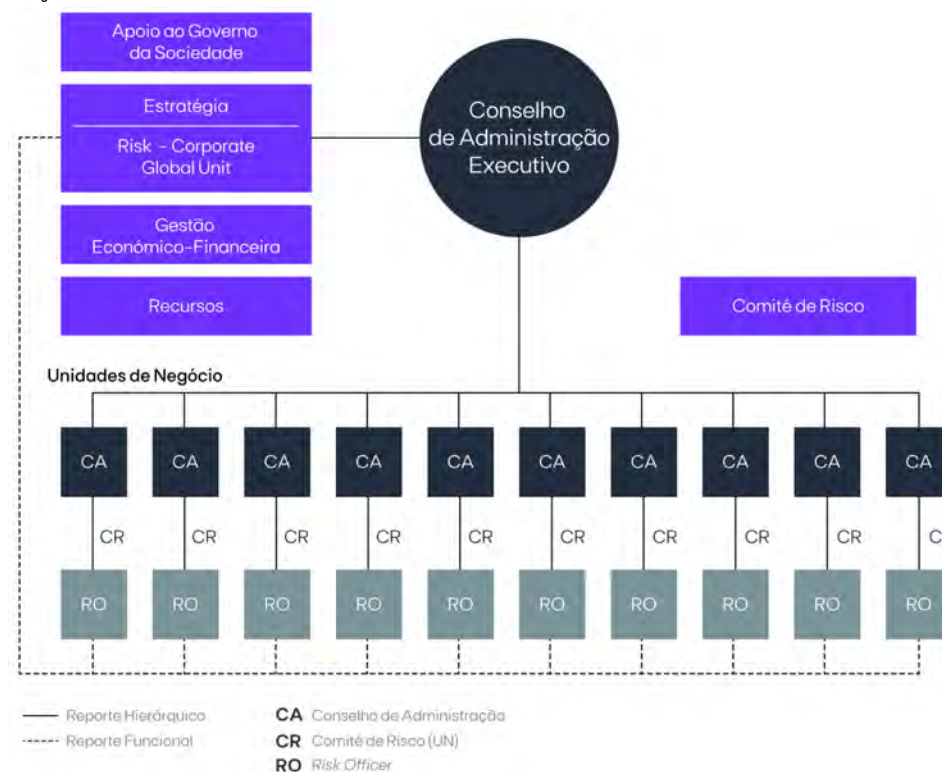 Apoio ao Governo
da Sociedade
Estratégia
Risk - Corporate
Global Unit
Gestão
Económico-Financeira
Recursos
Conselho
de Administração
Executivo
Comité de Risco
Unidades de Negócio
CA CA CA CA CA CA CA CA CA CA
CR CR CR CR CR CR CR CR CR
RO RO RO RO RO RO RO RO RO RO
Reporte Hierárquico
Reporte Funcional
CA Conselho de Administração
CR Comité de Risco (UN)
RO Risk Officer